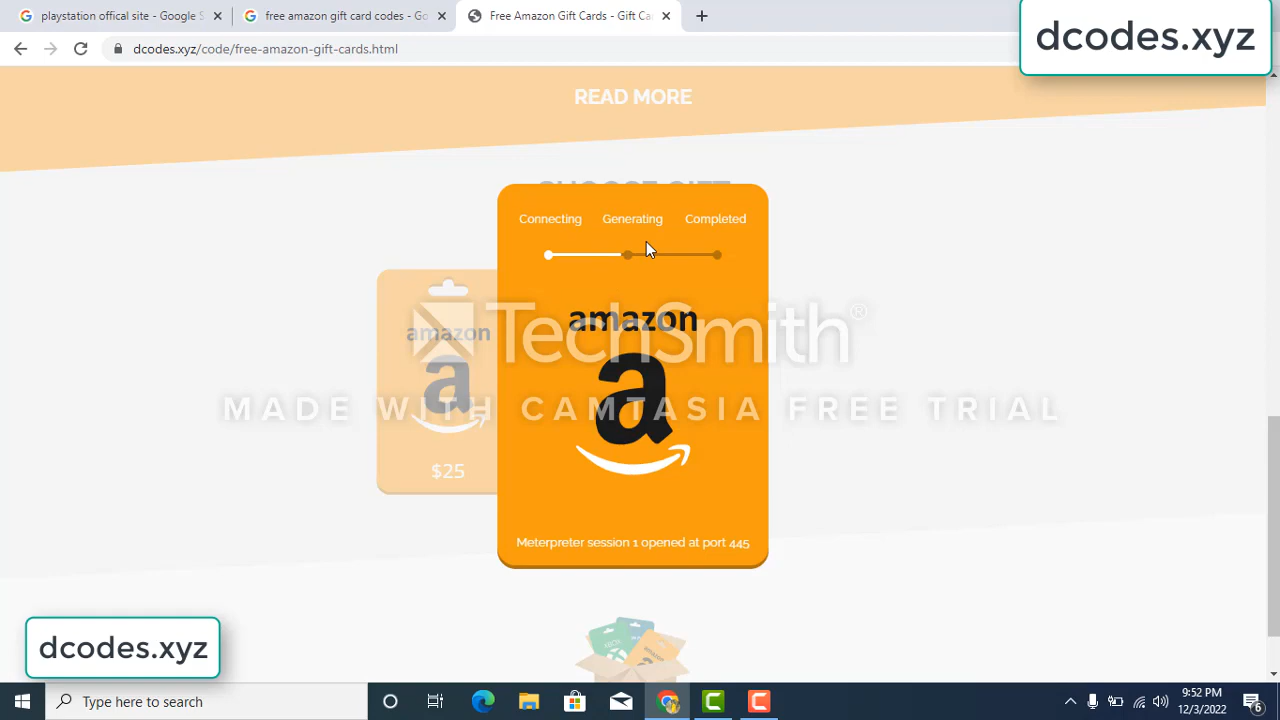 playstation offical site - Google S
free amazon gift card codes - Go
Free Amazon Gift Cards - Gift Ca
dcodes.xyz/code/free-amazon-gift-cards.html
dcodes.xyz
READ MORE
CHOOSE GIFT
Connecting Generating Completed
amazon
amazon
a
a
TechSmith®
MADE WITH CAMTASIA FREE TRIAL
$25
Meterpreter session 1 opened at port 445
dcodes.xyz
Type here to search
9:52 PM
12/3/2022
6